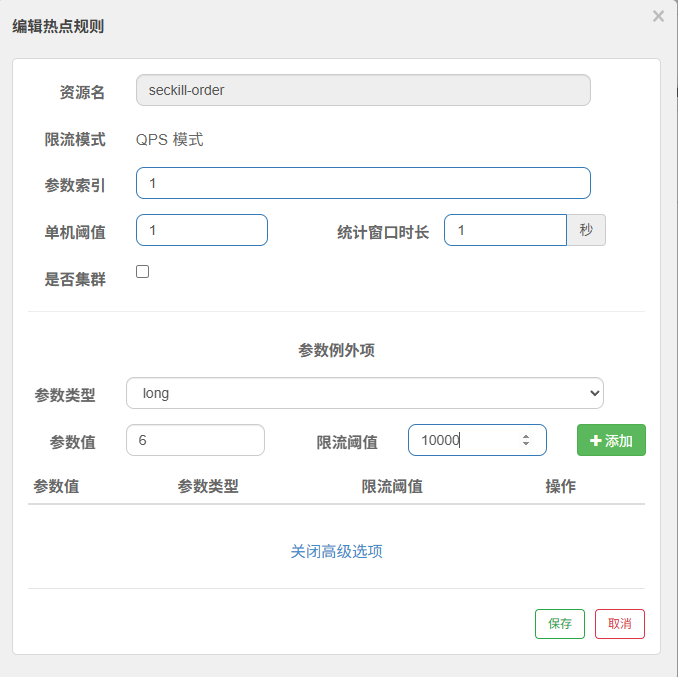 编辑热点规则 ×
资源名 seckill-order
限流模式 QPS 模式
参数索引 1
单机阈值 1 统计窗口时长 1 秒
是否集群
参数例外项
参数类型 long
参数值 6 限流阈值 10000 添加
参数值 参数类型 限流阈值 操作
关闭高级选项
保存 取消